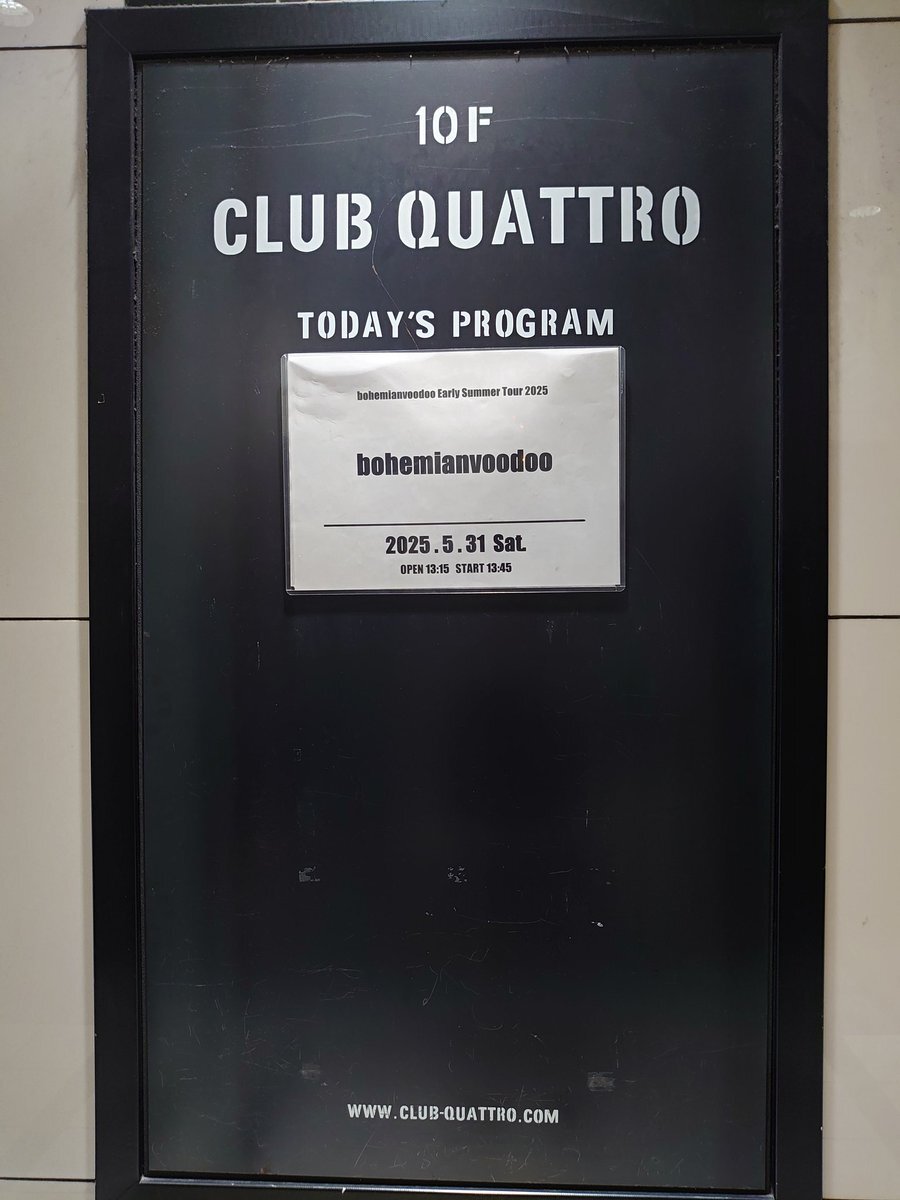 10F
CLUB QUATTRO
TODAY'S PROGRAM
bohemianvoodoo Early Summer Tour 2025
bohemianvoodoo
2025.5.31 Sat.
OPEN 13:15 START 13:45
WWW.CLUB-QUATTRO.COM